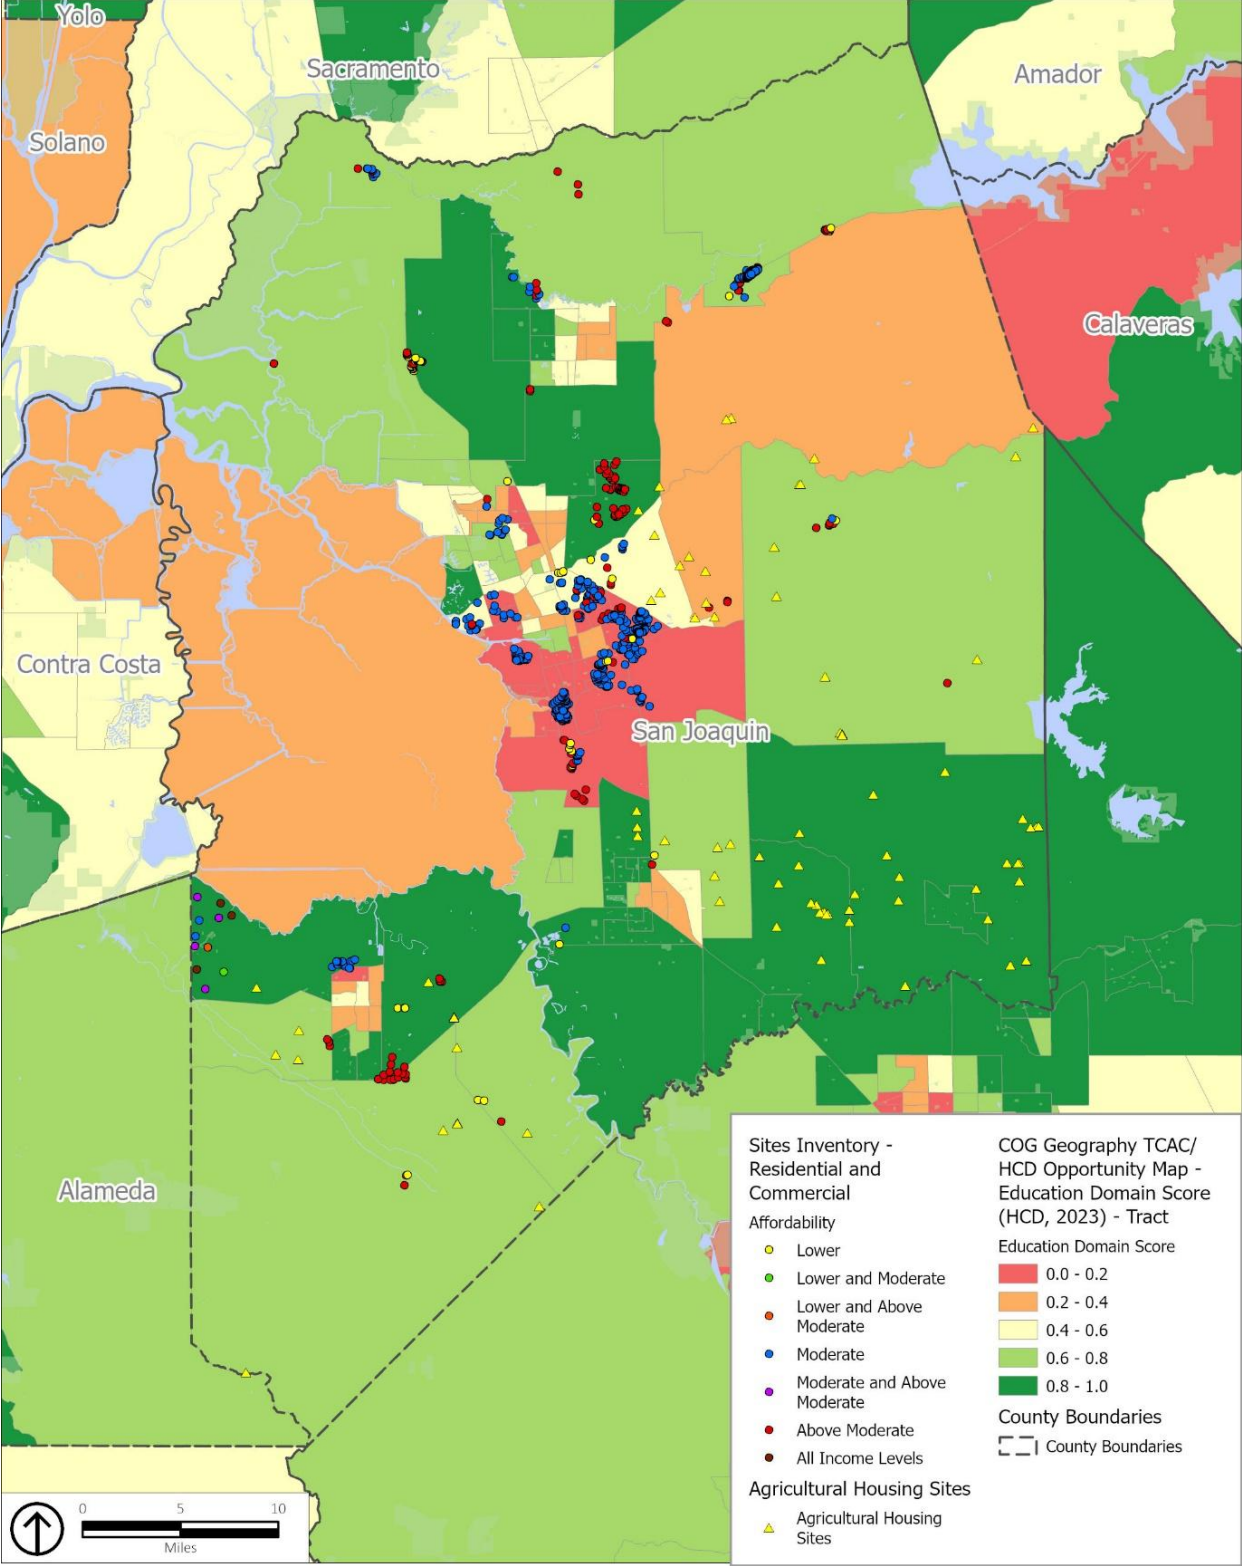 Yolo
Sacramento
Amador
Solano
Calaveras
Contra Costa
San Joaquin
Alameda
Sites Inventory -
Residential and
Commercial
Affordability
Lower
Lower and Moderate
Lower and Above
Moderate
Moderate
Moderate and Above
Moderate
Above Moderate
All Income Levels
Agricultural Housing Sites
Agricultural Housing
Sites
COG Geography TCAC/
HCD Opportunity Map -
Education Domain Score
(HCD, 2023) - Tract
Education Domain Score
0.0 - 0.2
0.2 - 0.4
0.4 - 0.6
0.6 - 0.8
0.8 - 1.0
County Boundaries
County Boundaries
0 5 10
Miles